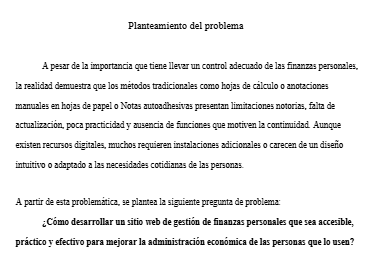 Planteamiento del problema
A pesar de la importancia que tiene llevar un control adecuado de las finanzas personales,
la realidad demuestra que los métodos tradicionales como hojas de cálculo o anotaciones
manuales en hojas de papel o Notas autoadhesivas presentan limitaciones notorias, falta de
actualización, poca practicidad y ausencia de funciones que motiven la continuidad. Aunque
existen recursos digitales, muchos requieren instalaciones adicionales o carecen de un diseño
intuitivo o adaptado a las necesidades cotidianas de las personas.
A partir de esta problemática, se plantea la siguiente pregunta de problema:
¿Cómo desarrollar un sitio web de gestión de finanzas personales que sea accesible,
práctico y efectivo para mejorar la administración económica de las personas que lo usen?